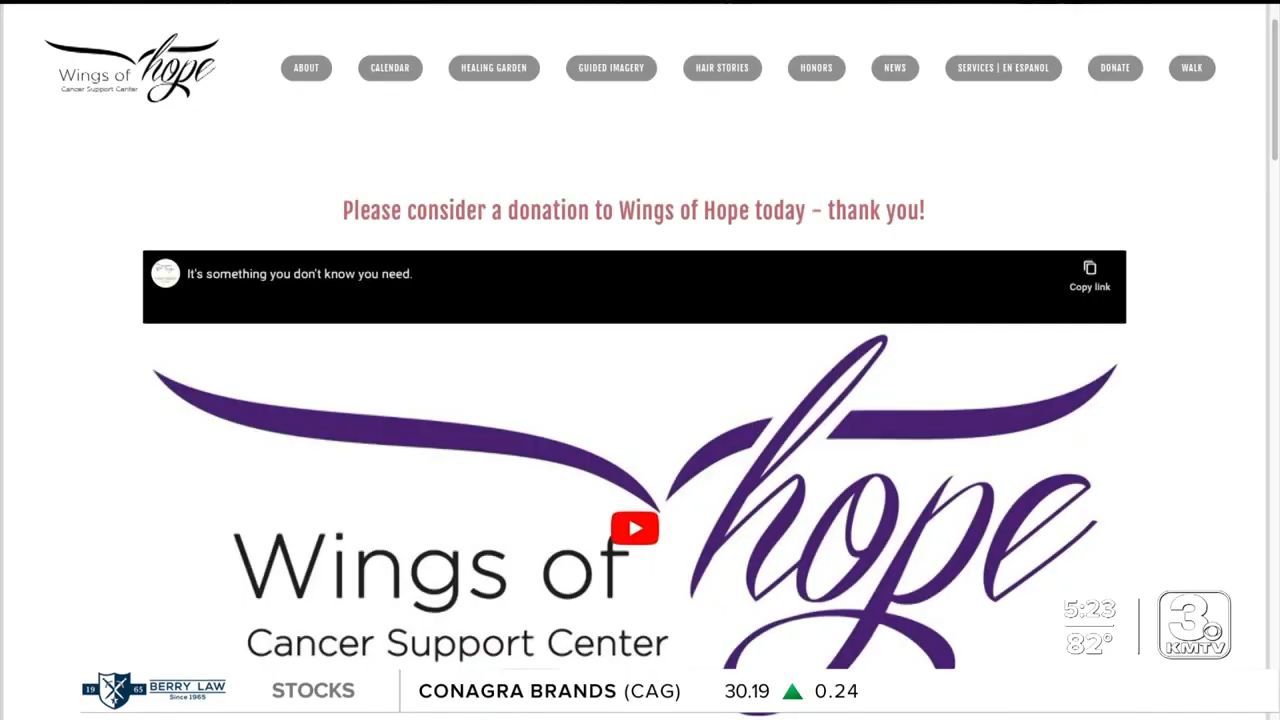 Wings of hope
Cancer Support Center
ABOUT
CALENDAR
HEALING GARDEN
GUIDED IMAGERY
HAIR STORIES
HONORS
NEWS
SERVICES | EN ESPANOL
DONATE
WALK
Please consider a donation to Wings of Hope today - thank you!
It's something you don't know you need.
Copy link
Wings of hope
Cancer Support Center
5:23
82°
3
KMTV
19 65 BERRY LAW
Since 1965
STOCKS
CONAGRA BRANDS (CAG) 30.19 ▲ 0.24